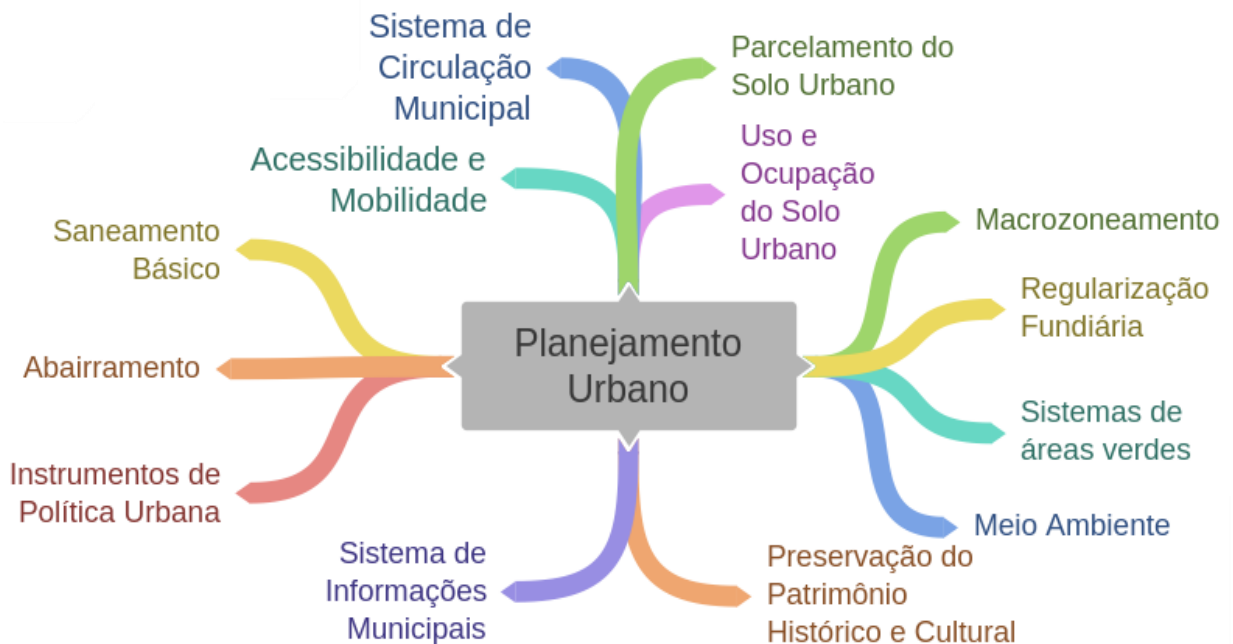 Sistema de
Circulação
Municipal
Parcelamento do
Solo Urbano
Acessibilidade e
Mobilidade
Uso e
Ocupação
do Solo
Urbano
Saneamento
Básico
Macrozoneamento
Regularização
Fundiária
Planejamento
Urbano
Abairramento
Sistemas de
áreas verdes
Instrumentos de
Política Urbana
Meio Ambiente
Sistema de
Informações
Municipais
Preservação do
Patrimônio
Histórico e Cultural